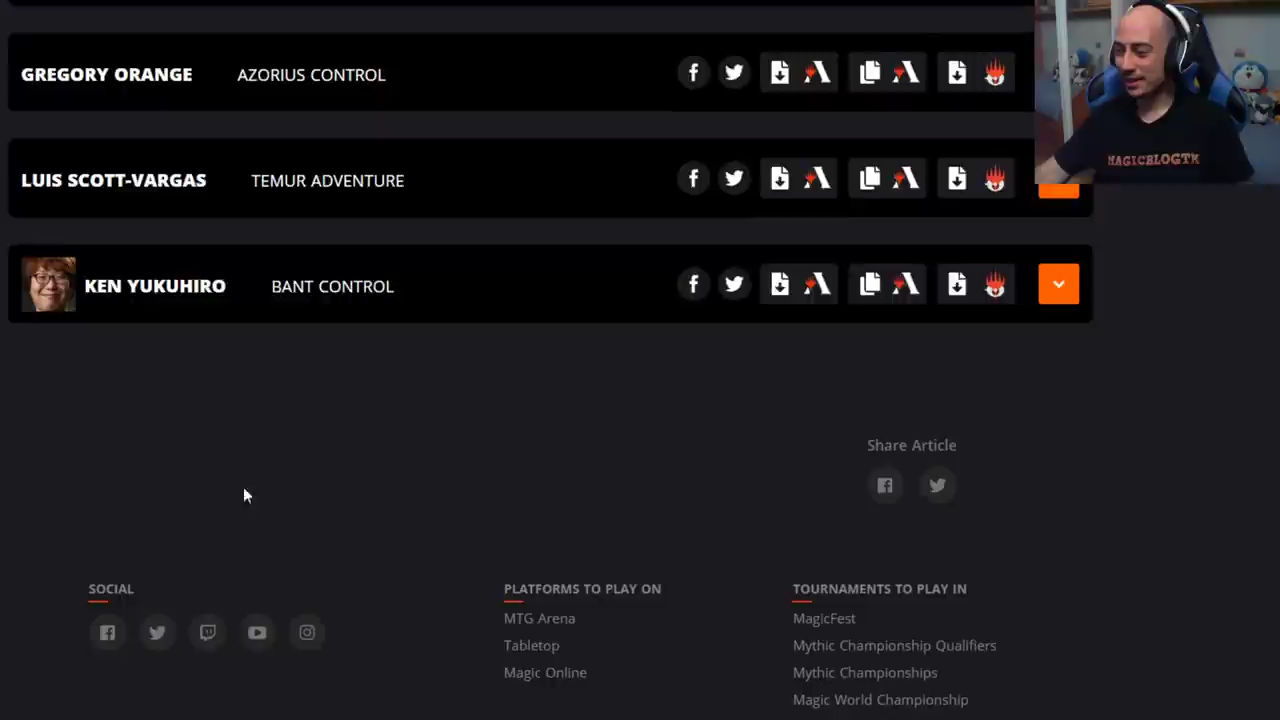 GREGORY ORANGE AZORIUS CONTROL
LUIS SCOTT-VARGAS TEMUR ADVENTURE
KEN YUKUHIRO BANT CONTROL
MAGICBLOGTK
Share Article
SOCIAL
PLATFORMS TO PLAY ON
MTG Arena
Tabletop
Magic Online
TOURNAMENTS TO PLAY IN
MagicFest
Mythic Championship Qualifiers
Mythic Championships
Magic World Championship